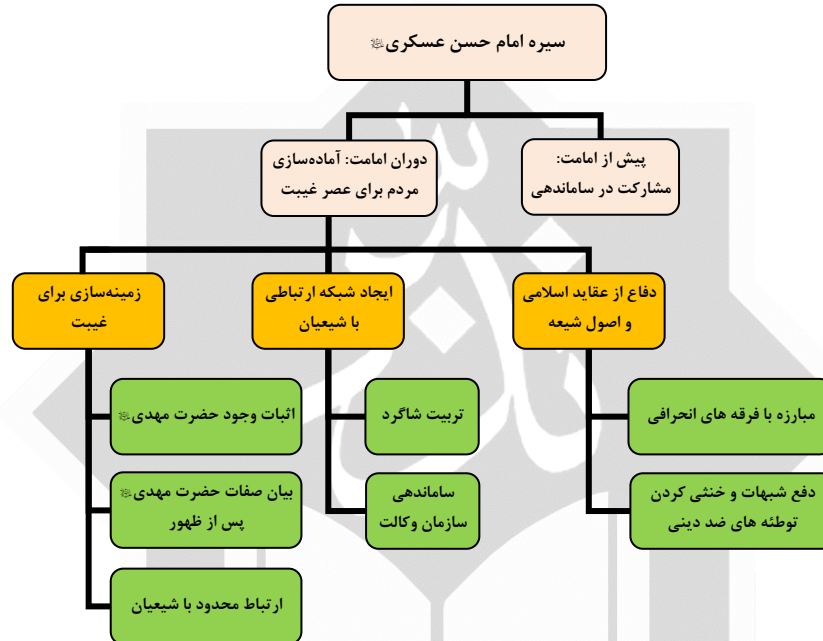 سیره امام حسن عسکری
پیش از امامت:
مشارکت در ساماندهی
دوران امامت: آماده‌سازی
مردم برای عصر غیبت
دفاع از عقاید اسلامی
و اصول شیعه
ایجاد شبکه ارتباطی
با شیعیان
زمینه‌سازی برای
غیبت
مبارزه با فرقه های انحرافی
دفع شبهات و خنثی کردن
توطئه های ضد دینی
تربیت شاگرد
ساماندهی
سازمان وکالت
اثبات وجود حضرت مهدی
بیان صفات حضرت مهدی
پس از ظهور
ارتباط محدود با شیعیان